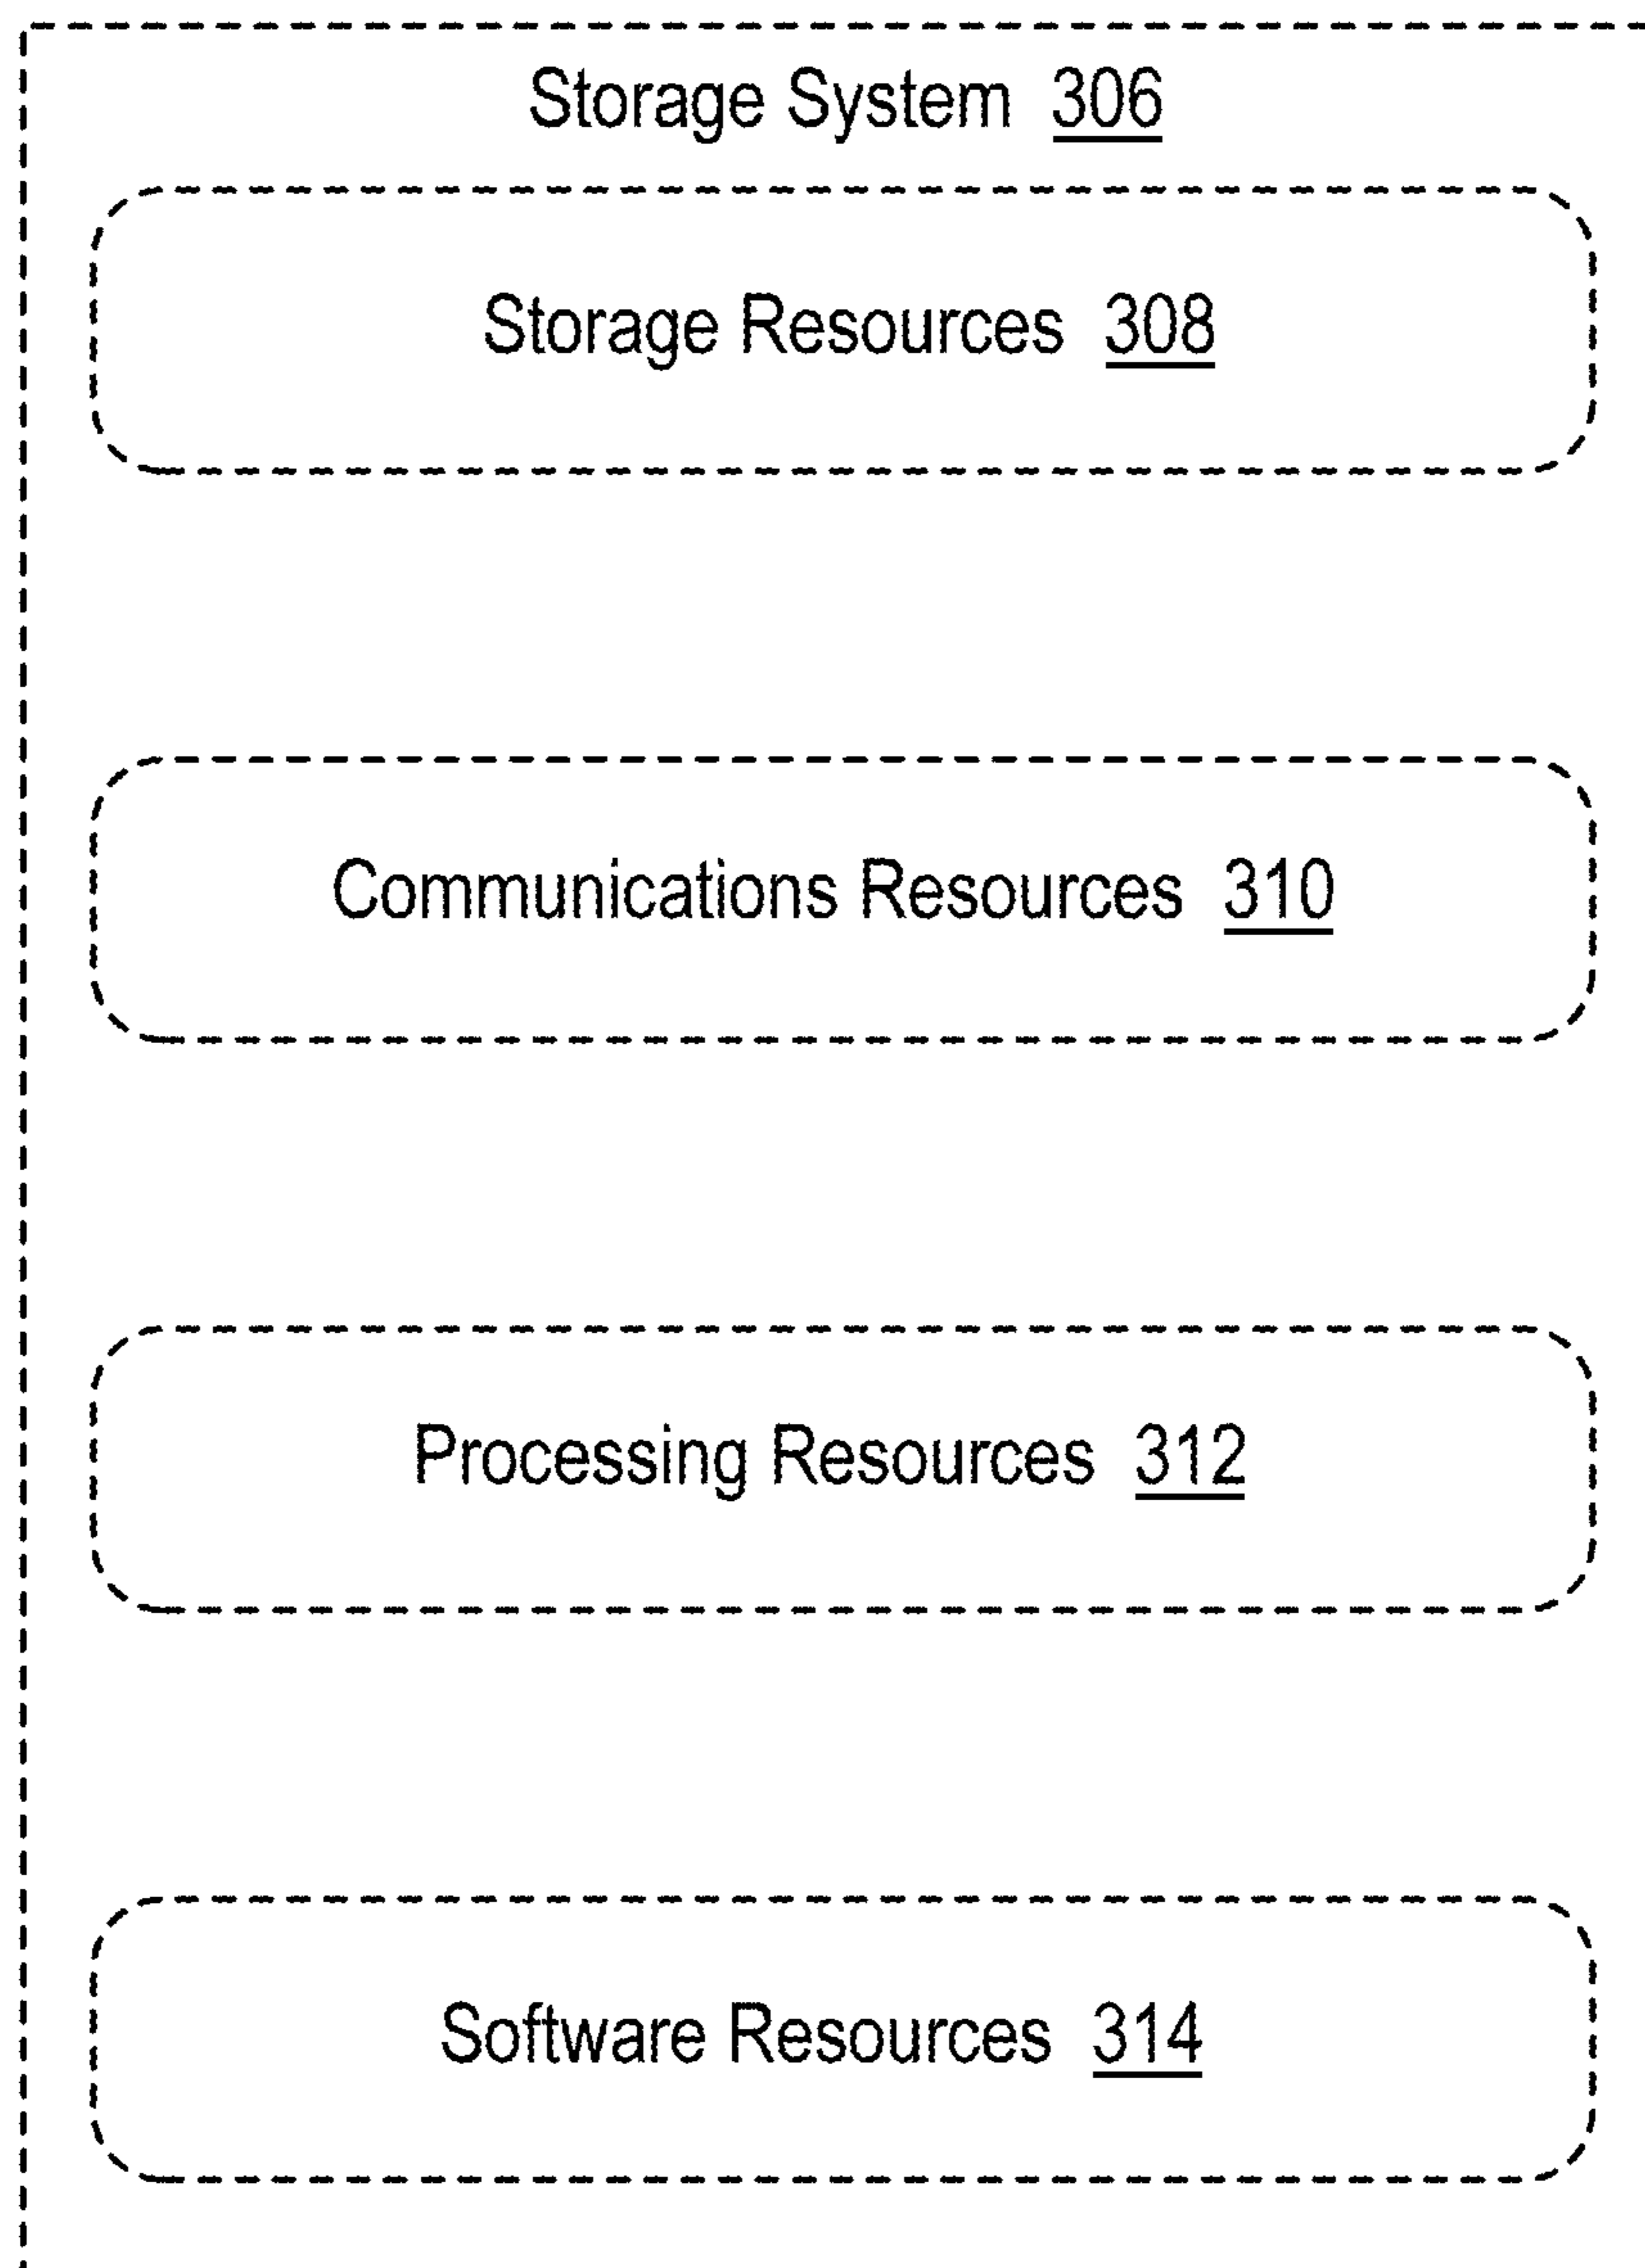 Storage System 306
Storage Resources 308
Communications Resources 310
Processing Resources 312
Software Resources 314